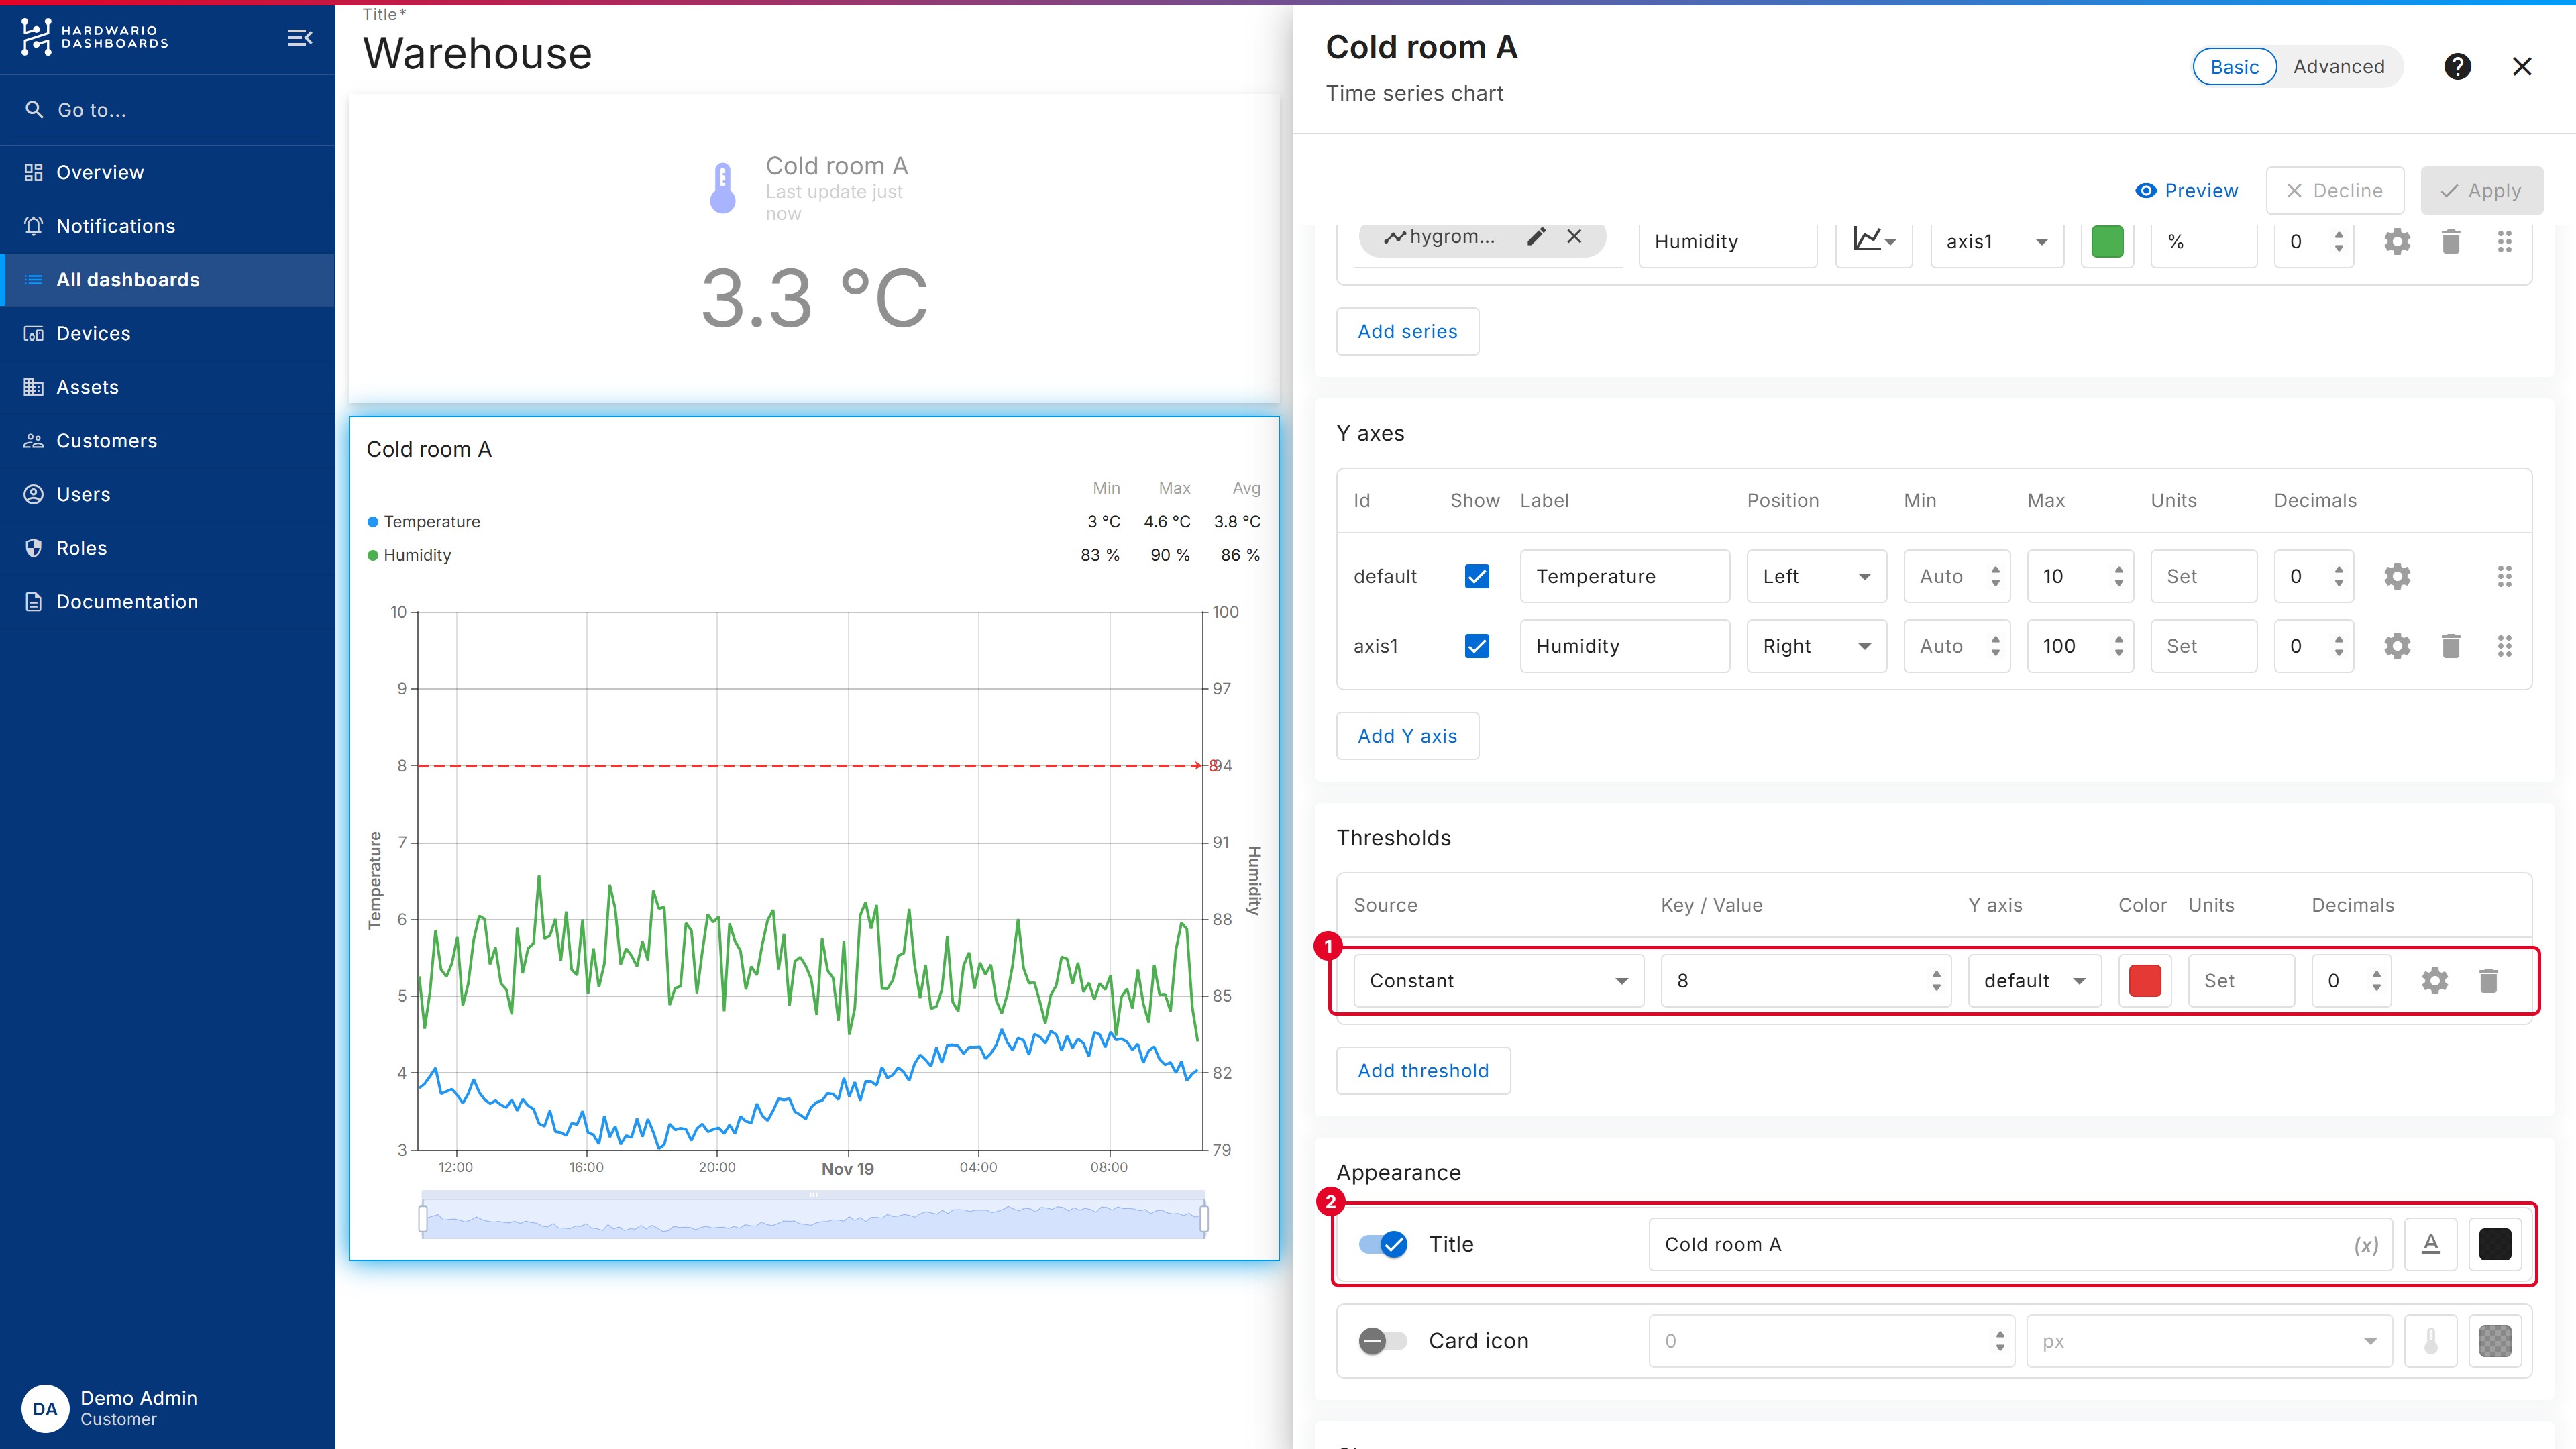 HARDWARIO
DASHBOARDS
Go to...
Overview
Notifications
All dashboards
Devices
Assets
Customers
Users
Roles
Documentation
DA
Demo Admin
Customer
Title*
Warehouse
Cold room A
Last update just
now
3.3 °C
Cold room A
Min Max Avg
Temperature 3 °C 4.6 °C 3.8 °C
Humidity 83 % 90 % 86 %
10 100
9 97
8 8 94
7 91
6 88
5 85
4 82
3 79
Temperature
Humidity
12:00 16:00 20:00 Nov 19 04:00 08:00
Cold room A
Time series chart
Basic Advanced
Preview Decline Apply
hygrom... Humidity axis1 % 0
Add series
Y axes
Id Show Label Position Min Max Units Decimals
default Temperature Left Auto 10 Set 0
axis1 Humidity Right Auto 100 Set 0
Add Y axis
Thresholds
Source Key / Value Y axis Color Units Decimals
1
Constant 8 default Set 0
Add threshold
Appearance
2
Title Cold room A (x)
Card icon 0 px